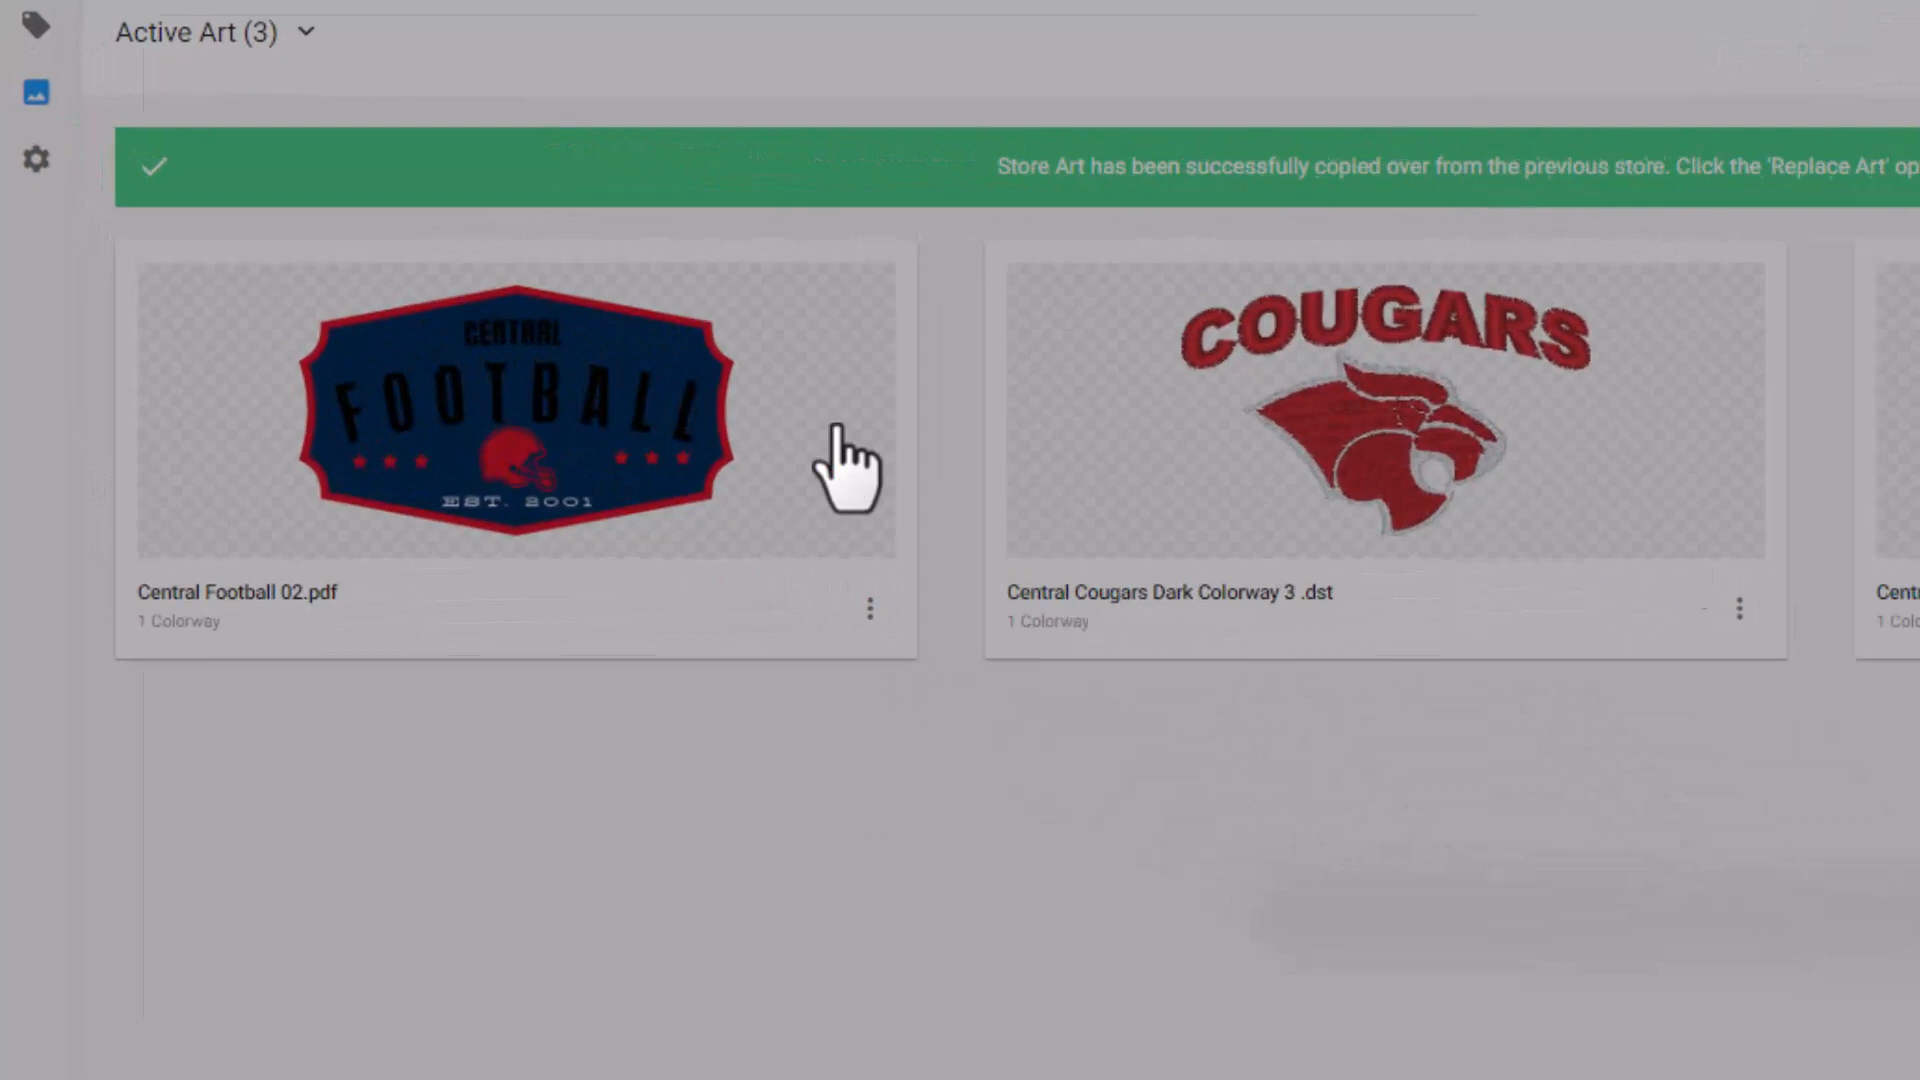 Active Art (3)
Store Art has been successfully copied over from the previous store. Click the 'Replace Art' op
CENTRAL
FOOTBALL
EST. 2001
COUGARS
Central Football 02.pdf
1 Colorway
Central Cougars Dark Colorway 3 .dst
1 Colorway
Cent
1 Colo